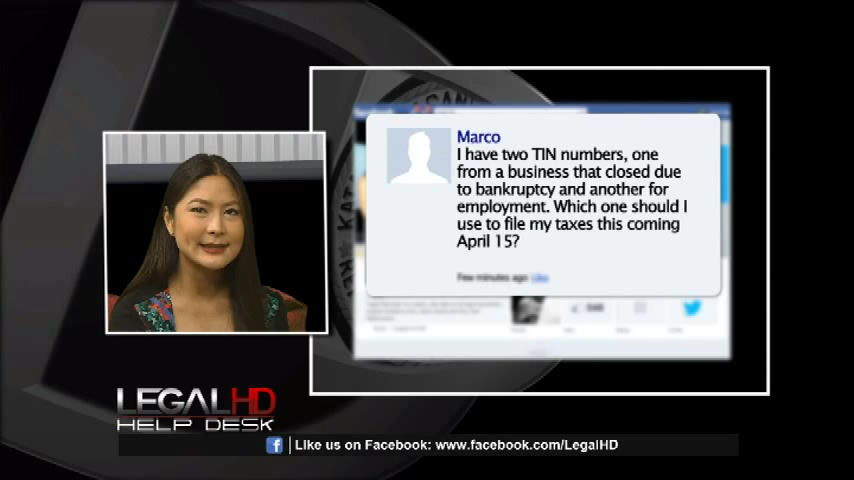 Marco
I have two TIN numbers, one
from a business that closed due
to bankruptcy and another for
employment. Which one should I
use to file my taxes this coming
April 15?
Few minutes ago Like
LEGALHD
HELP DESK
f Like us on Facebook: www.facebook.com/LegalHD